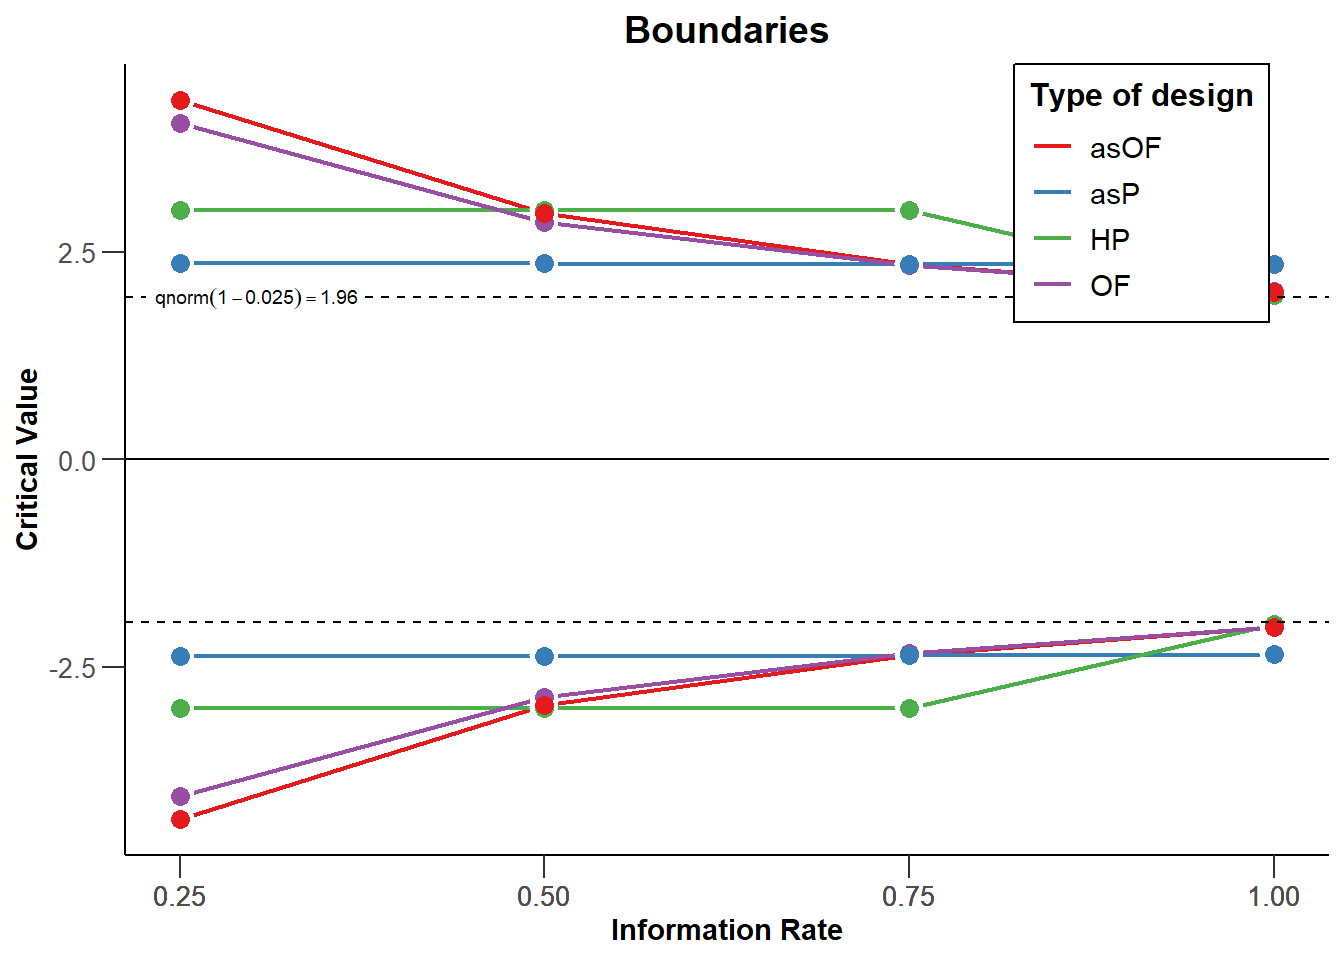 Boundaries
Type of design
asOF
asP
HP
OF
2.5
qnorm(1−0.025)=1.96
0.0
-2.5
Critical Value
0.25 0.50 0.75 1.00
Information Rate